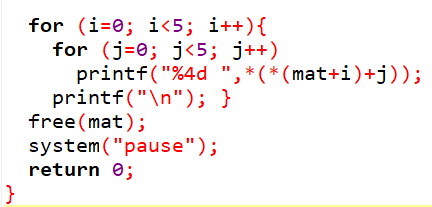 for (i=0; i<5; i++){
for (j=0; j<5; j++)
printf("%4d ",*(*(mat+i)+j));
printf("\n"); }
free(mat);
system("pause");
return 0;
}